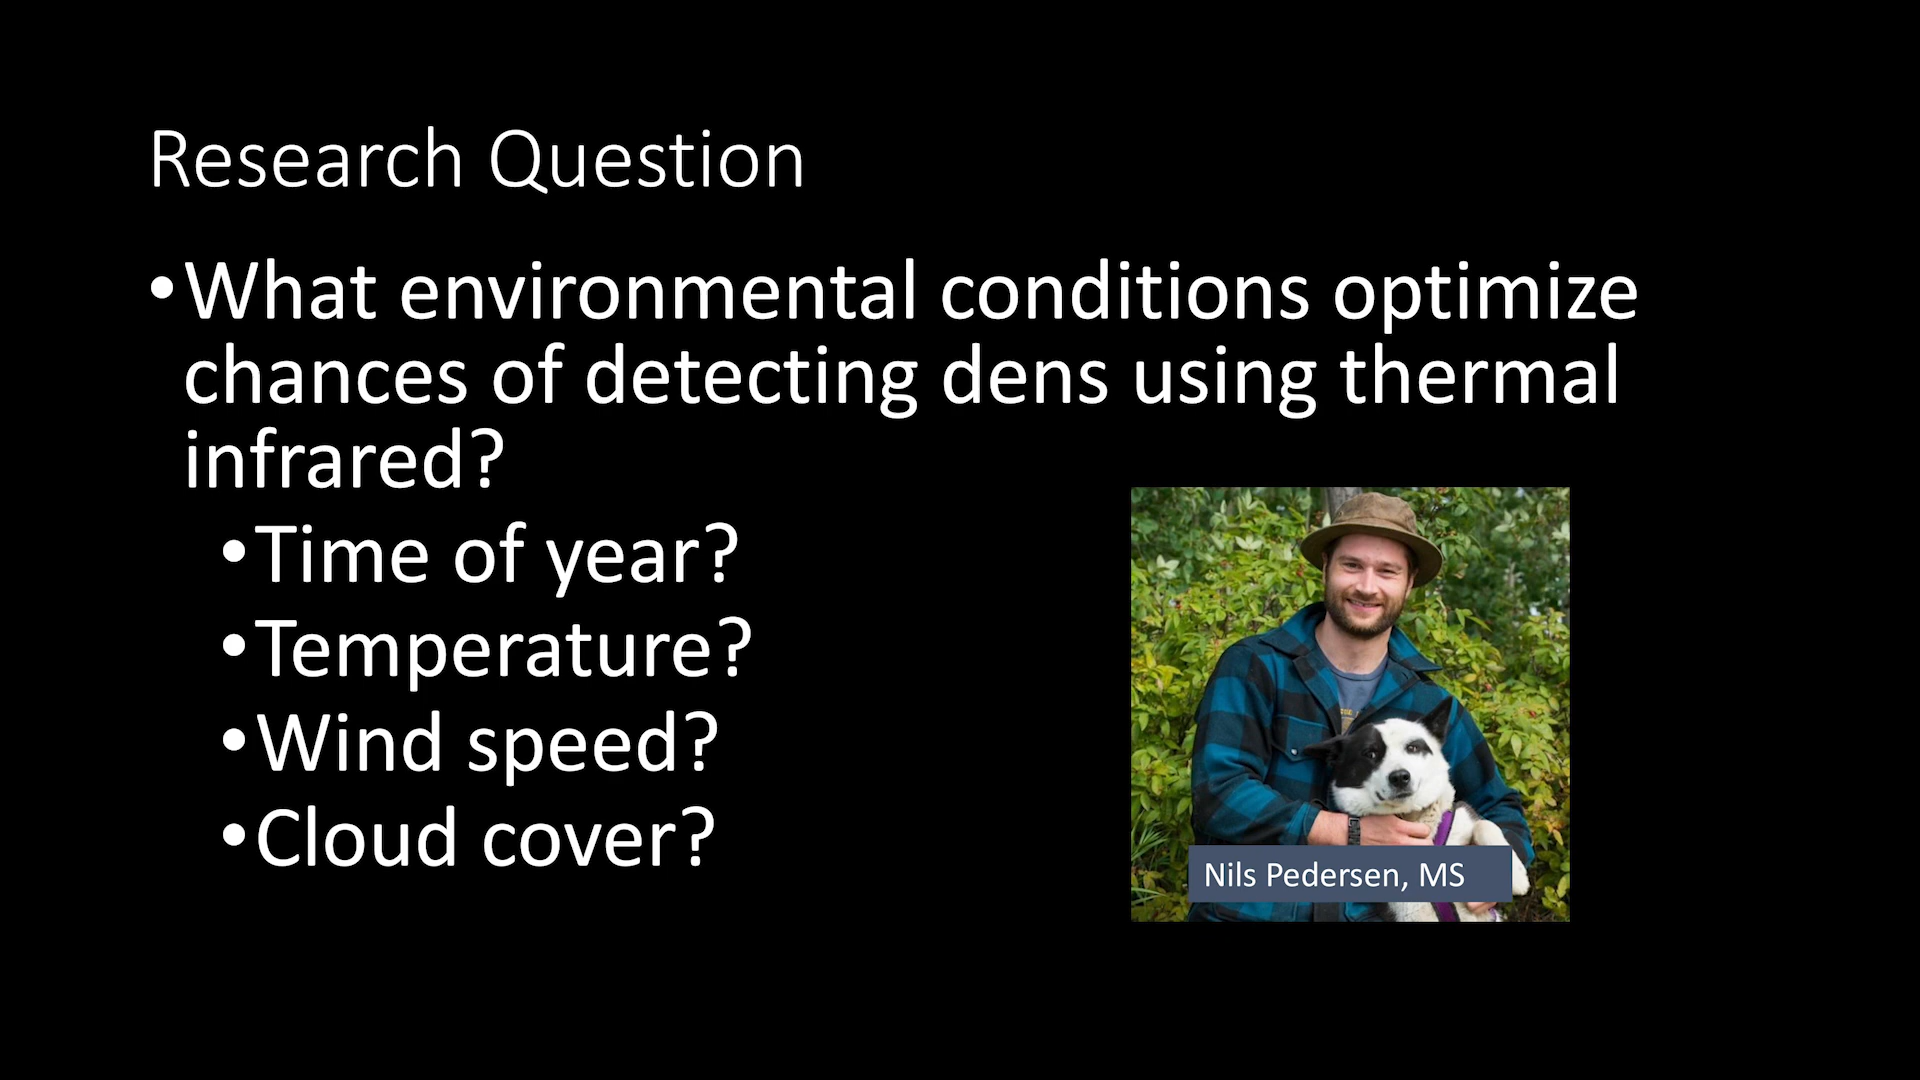 Research Question
•What environmental conditions optimize
chances of detecting dens using thermal
infrared?
•Time of year?
•Temperature?
•Wind speed?
•Cloud cover?
Nils Pedersen, MS